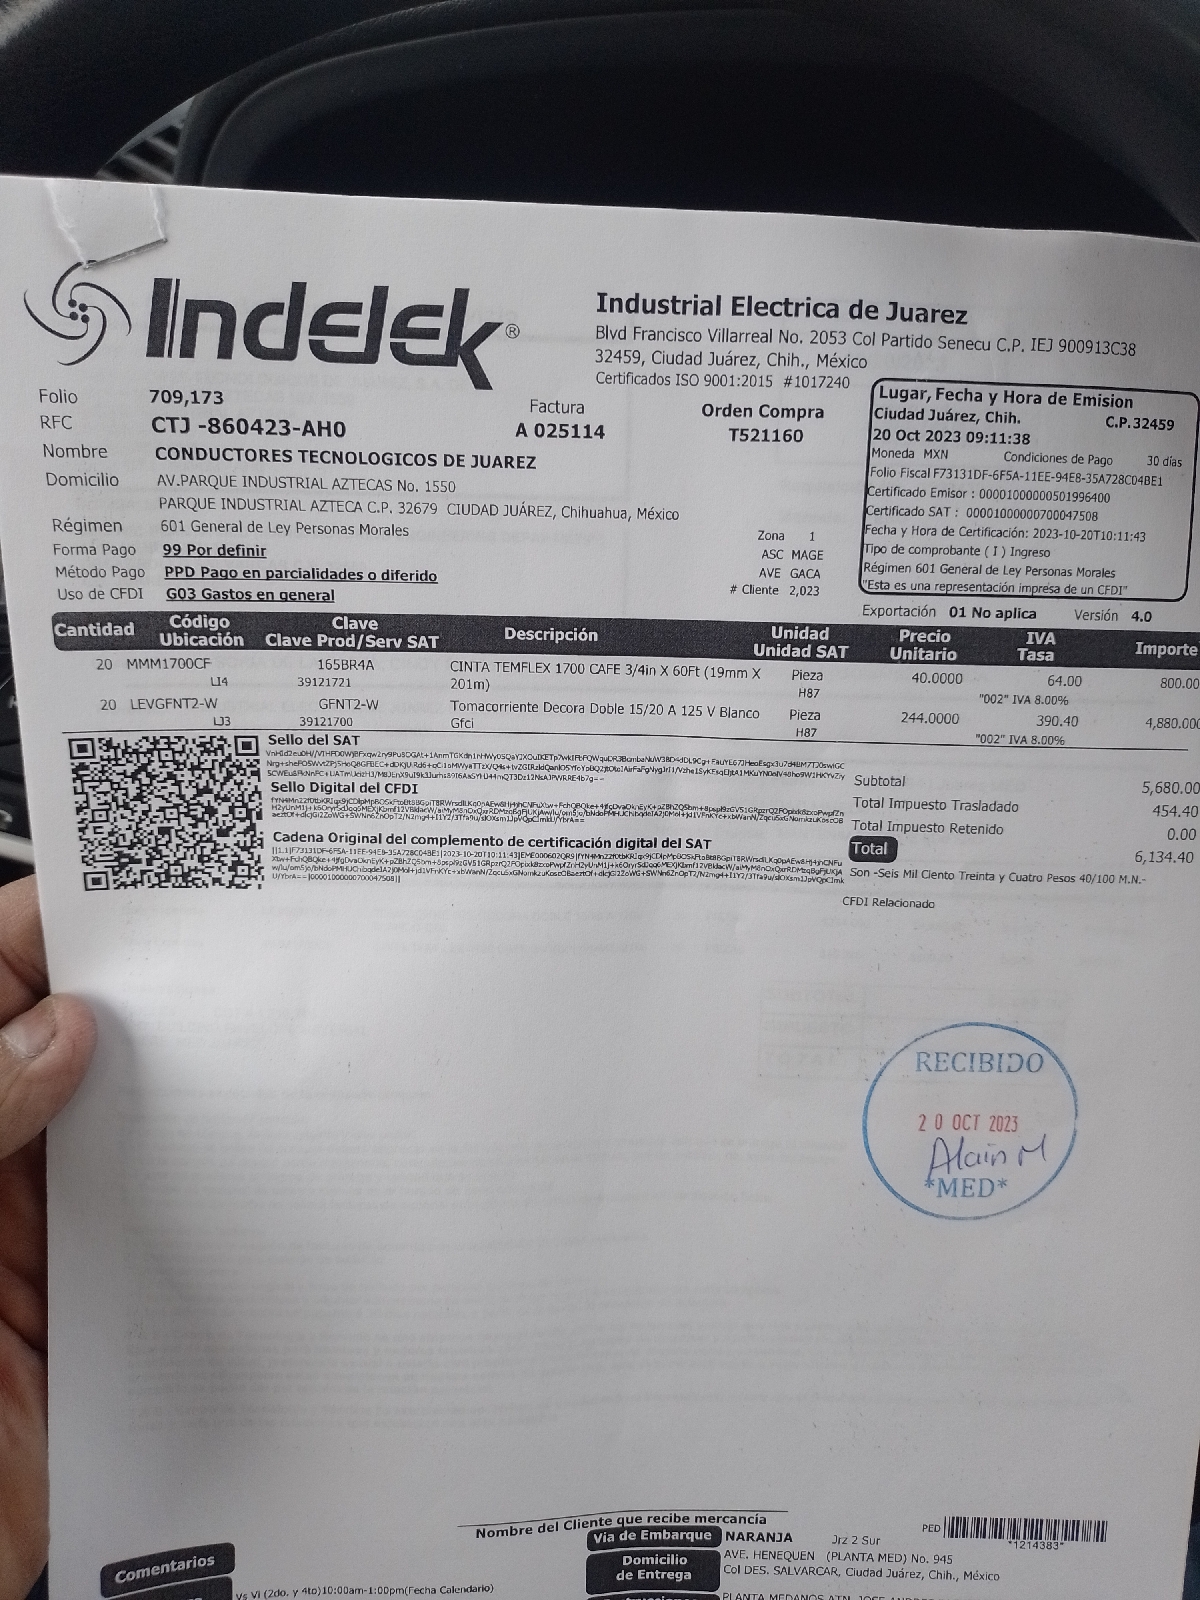 Indelek®
Industrial Electrica de Juarez
Blvd Francisco Villarreal No. 2053 Col Partido Senecu C.P. IEJ 900913C38
32459, Ciudad Juárez, Chih., México
Certificados ISO 9001:2015 #1017240
Folio 709,173
RFC CTJ -860423-AH0
Factura
A 025114
Orden Compra
T521160
Nombre CONDUCTORES TECNOLOGICOS DE JUAREZ
Domicilio AV.PARQUE INDUSTRIAL AZTECAS No. 1550
PARQUE INDUSTRIAL AZTECA C.P. 32679 CIUDAD JUÁREZ, Chihuahua, México
Régimen 601 General de Ley Personas Morales
Forma Pago 99 Por definir
Método Pago PPD Pago en parcialidades o diferido
Uso de CFDI G03 Gastos en general
Zona 1
ASC MAGE
AVE GACA
# Cliente 2,023
Lugar, Fecha y Hora de Emision
Ciudad Juárez, Chih. C.P.32459
20 Oct 2023 09:11:38
Moneda MXN Condiciones de Pago 30 días
Folio Fiscal F73131DF-6F5A-11EE-94E8-35A728C04BE1
Certificado Emisor : 00001000000501996400
Certificado SAT : 00001000000700047508
Fecha y Hora de Certificación: 2023-10-20T10:11:43
Tipo de comprobante ( I ) Ingreso
Régimen 601 General de Ley Personas Morales
"Esta es una representación impresa de un CFDI"
Exportación 01 No aplica Versión 4.0
Cantidad Código Ubicación Clave Clave Prod/Serv SAT Descripción Unidad Unidad SAT Precio Unitario IVA Tasa Importe
20 MMM1700CF 165BR4A CINTA TEMFLEX 1700 CAFE 3/4in X 60Ft (19mm X Pieza 40.0000 64.00 800.00
LI4 39121721 201m) H87 "002" IVA 8.00%
20 LEVGFNT2-W GFNT2-W Tomacorriente Decora Doble 15/20 A 125 V Blanco Pieza 244.0000 390.40 4,880.000
LJ3 39121700 Gfci H87 "002" IVA 8.00%
Sello del SAT
Sello Digital del CFDI
Cadena Original del complemento de certificación digital del SAT
Subtotal 5,680.00
Total Impuesto Trasladado 454.40
Total Impuesto Retenido 0.00
Total 6,134.40
Son -Seis Mil Ciento Treinta y Cuatro Pesos 40/100 M.N.-
CFDI Relacionado
RECIBIDO
20 OCT 2023
Alain M
*MED*
Nombre del Cliente que recibe mercancía
Via de Embarque NARANJA Jrz 2 Sur
PED *1214383*
Domicilio de Entrega AVE. HENEQUEN (PLANTA MED) No. 945
Col DES. SALVARCAR, Ciudad Juárez, Chih., México
Comentarios
Vs Vi (2do. y 4to)10:00am-1:00pm(Fecha Calendario)